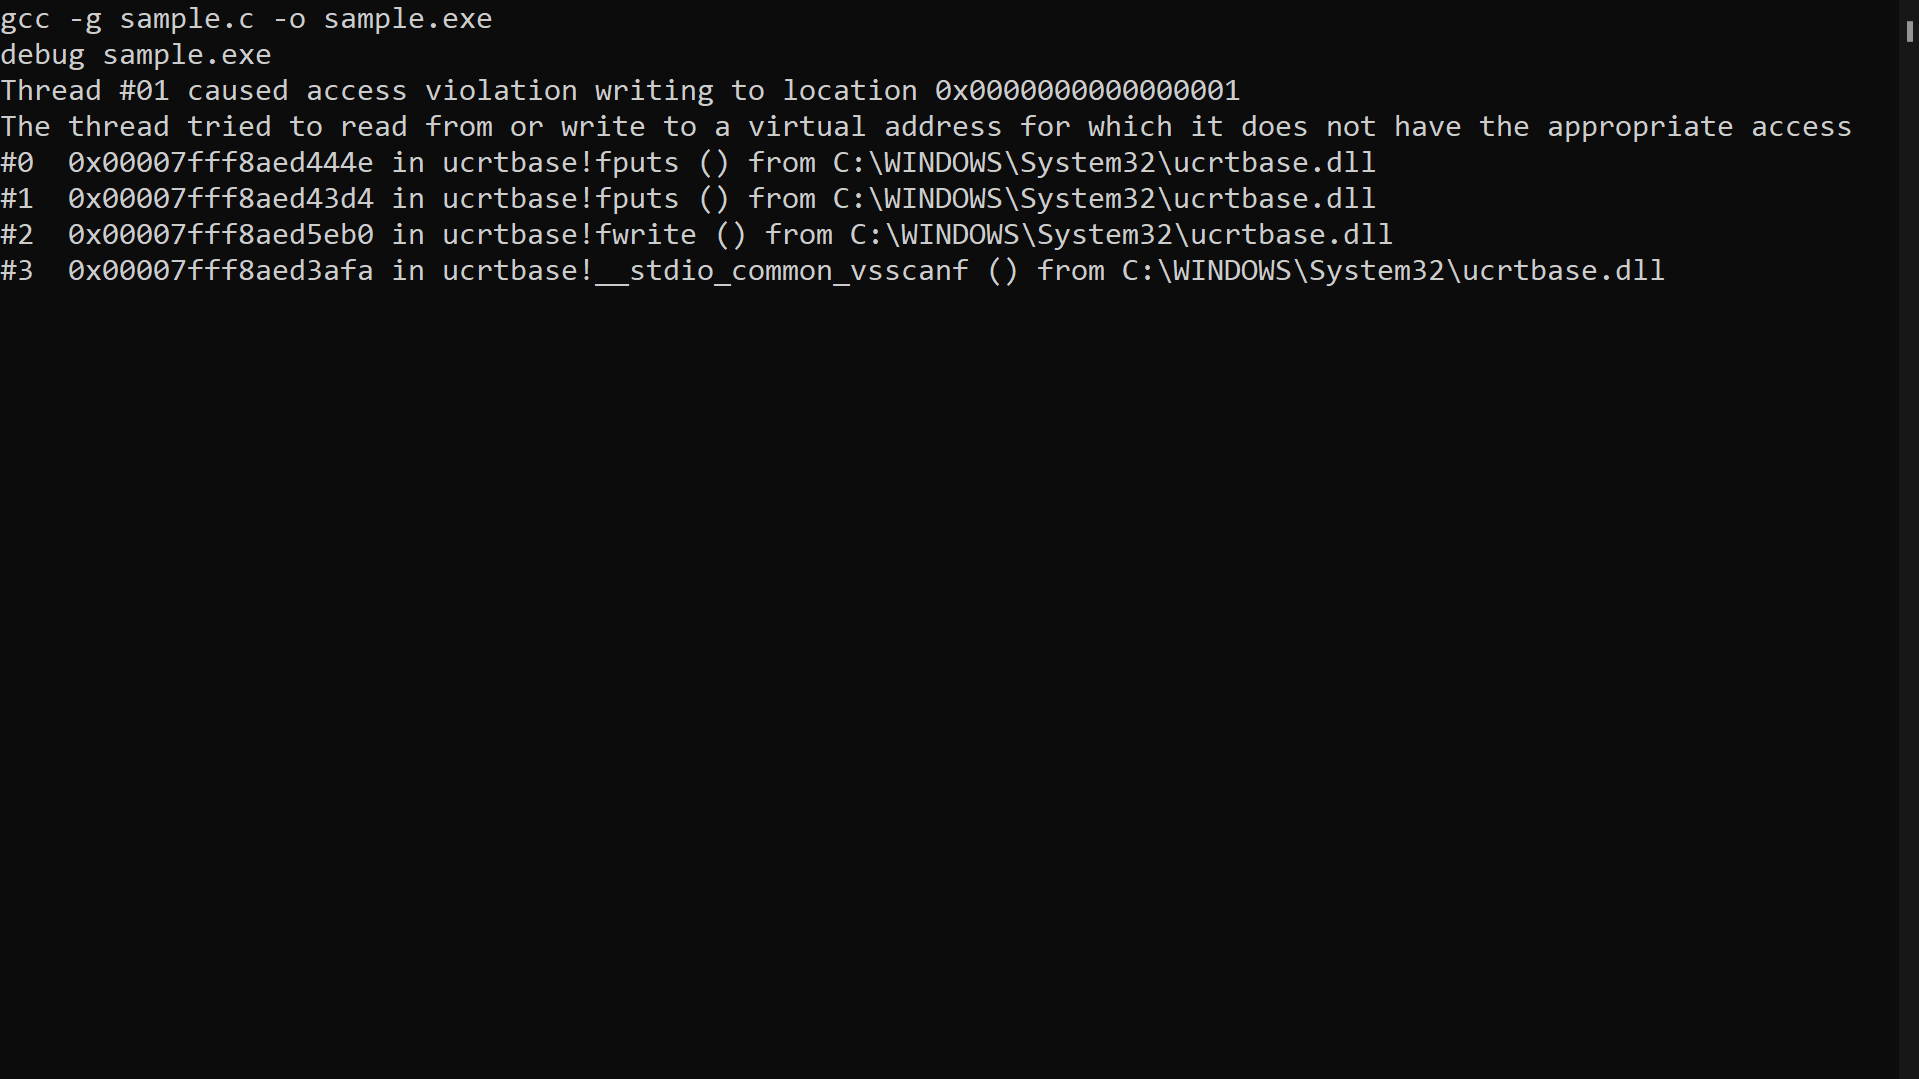 gcc -g sample.c -o sample.exe
debug sample.exe
Thread #01 caused access violation writing to location 0x0000000000000001
The thread tried to read from or write to a virtual address for which it does not have the appropriate access
#0  0x00007fff8aed444e in ucrtbase!fputs () from C:\WINDOWS\System32\ucrtbase.dll
#1  0x00007fff8aed43d4 in ucrtbase!fputs () from C:\WINDOWS\System32\ucrtbase.dll
#2  0x00007fff8aed5eb0 in ucrtbase!fwrite () from C:\WINDOWS\System32\ucrtbase.dll
#3  0x00007fff8aed3afa in ucrtbase!__stdio_common_vsscanf () from C:\WINDOWS\System32\ucrtbase.dll